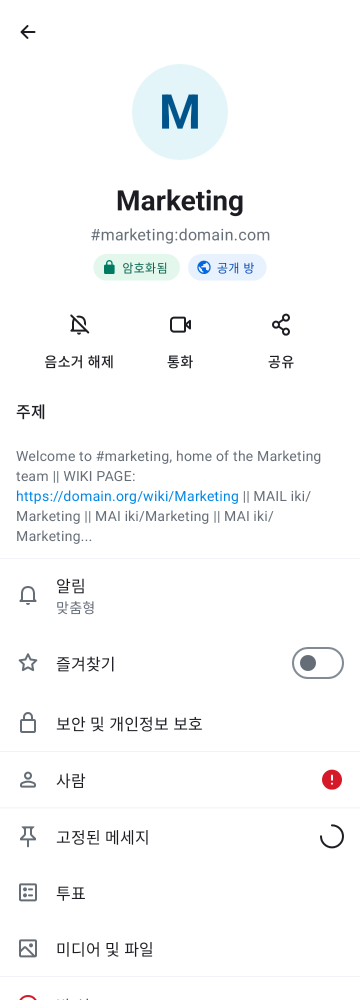 M
Marketing
#marketing:domain.com
암호화됨 공개 방
음소거 해제 통화 공유
주제
Welcome to #marketing, home of the Marketing
team || WIKI PAGE:
https://domain.org/wiki/Marketing || MAIL iki/
Marketing || MAI iki/Marketing || MAI iki/
Marketing...
알림
맞춤형
즐겨찾기
보안 및 개인정보 보호
사람
고정된 메세지
투표
미디어 및 파일